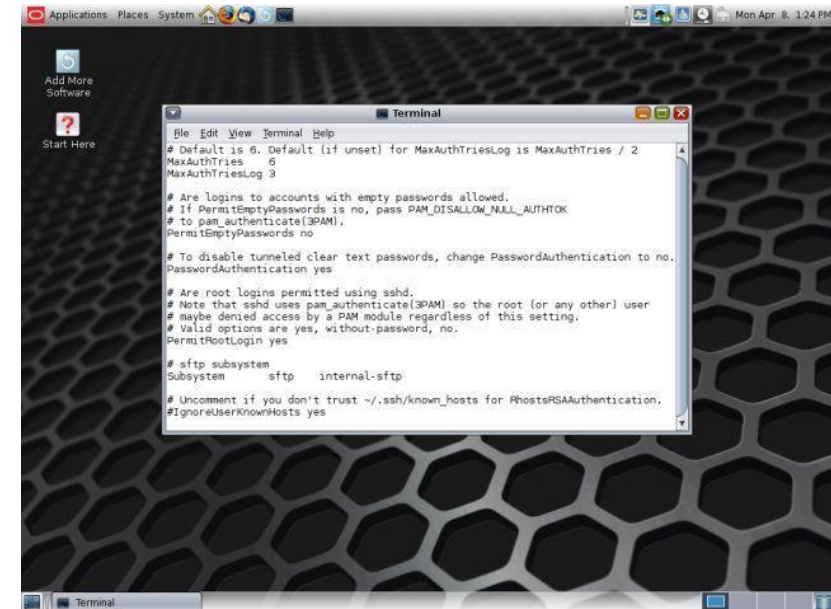 Applications Places System Mon Apr 8, 1:24 PM
Add More
Software
Start Here
Terminal
File Edit View Terminal Help
# Default is 6. Default (if unset) for MaxAuthTriesLog is MaxAuthTries / 2
MaxAuthTries 6
MaxAuthTriesLog 3
# Are logins to accounts with empty passwords allowed.
# If PermitEmptyPasswords is no, pass PAM_DISALLOW_NULL_AUTHTOK
# to pam_authenticate(3PAM).
PermitEmptyPasswords no
# To disable tunneled clear text passwords, change PasswordAuthentication to no.
PasswordAuthentication yes
# Are root logins permitted using sshd.
# Note that sshd uses pam_authenticate(3PAM) so the root (or any other) user
# maybe denied access by a PAM module regardless of this setting.
# Valid options are yes, without-password, no.
PermitRootLogin yes
# sftp subsystem
Subsystem sftp internal-sftp
# Uncomment if you don't trust ~/.ssh/known_hosts for RhostsRSAAuthentication.
#IgnoreUserKnownHosts yes
Terminal